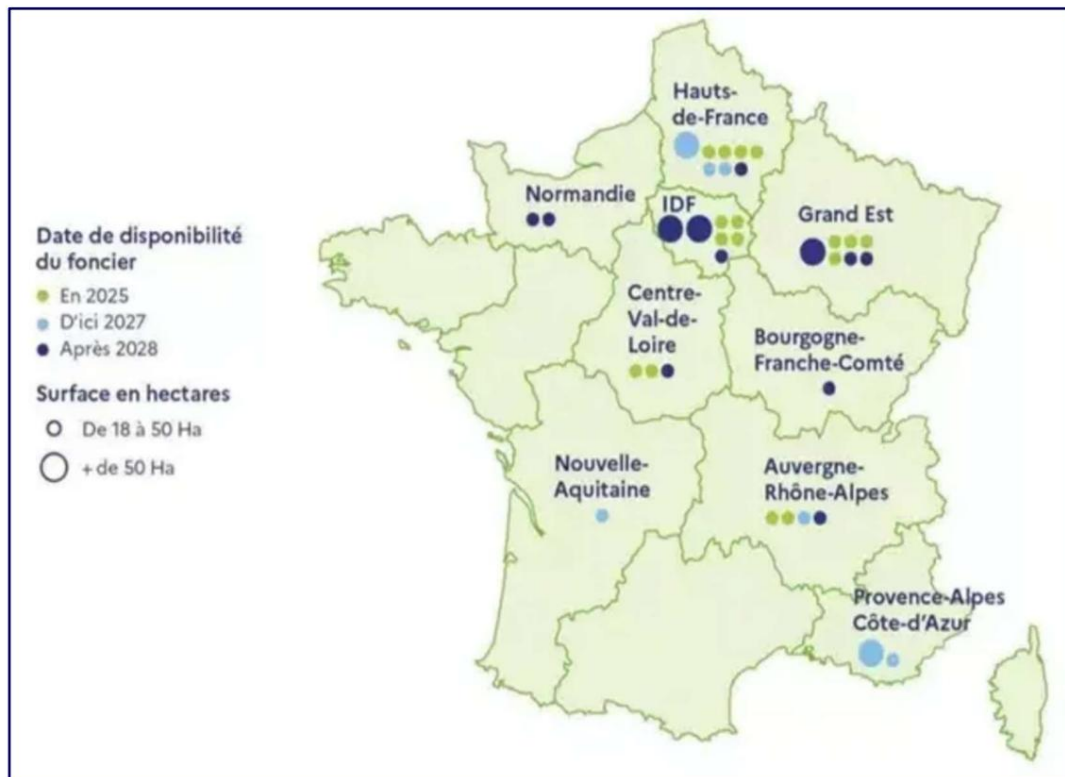 Hauts-
de-France
Normandie
IDF
Grand Est
Date de disponibilité
du foncier
En 2025
D'ici 2027
Après 2028
Centre-
Val-de-
Loire
Bourgogne-
Franche-Comté
Surface en hectares
De 18 à 50 Ha
+ de 50 Ha
Nouvelle-
Aquitaine
Auvergne-
Rhône-Alpes
Provence-Alpes
Côte-d'Azur